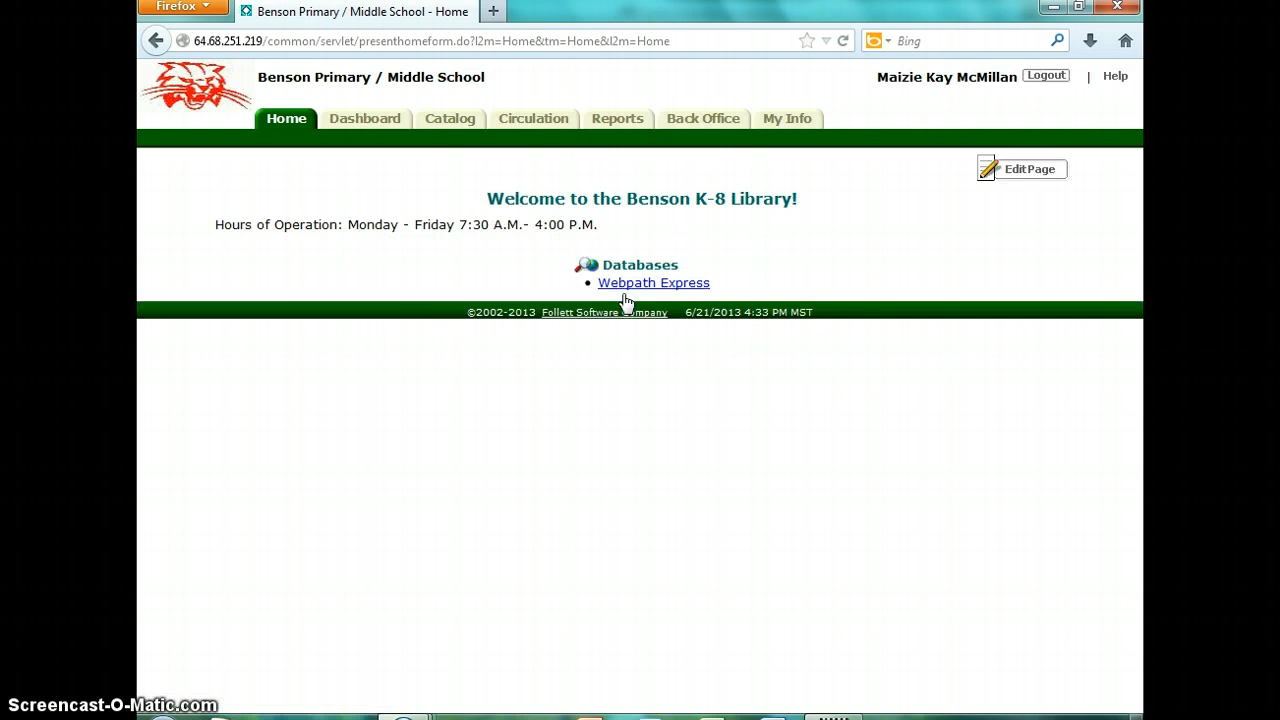 Firefox
Benson Primary / Middle School - Home
64.68.251.219/common/servlet/presenthomeform.do?l2m=Home&tm=Home&l2m=Home
Bing
Benson Primary / Middle School
Maizie Kay McMillan Logout | Help
Home Dashboard Catalog Circulation Reports Back Office My Info
Edit Page
Welcome to the Benson K-8 Library!
Hours of Operation: Monday - Friday 7:30 A.M.- 4:00 P.M.
Databases
• Webpath Express
©2002-2013 Follett Software Company 6/21/2013 4:33 PM MST
Screencast-O-Matic.com